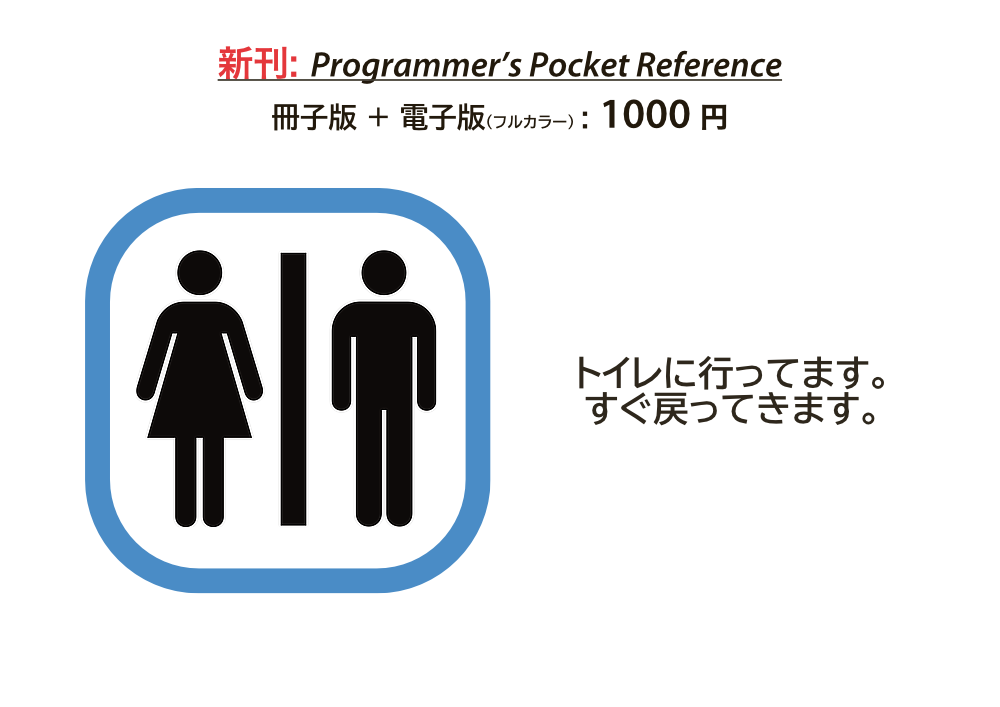 新刊: Programmer’s Pocket Reference
冊子版 ＋ 電子版（フルカラー）: 1000 円
トイレに行ってます。
すぐ戻ってきます。